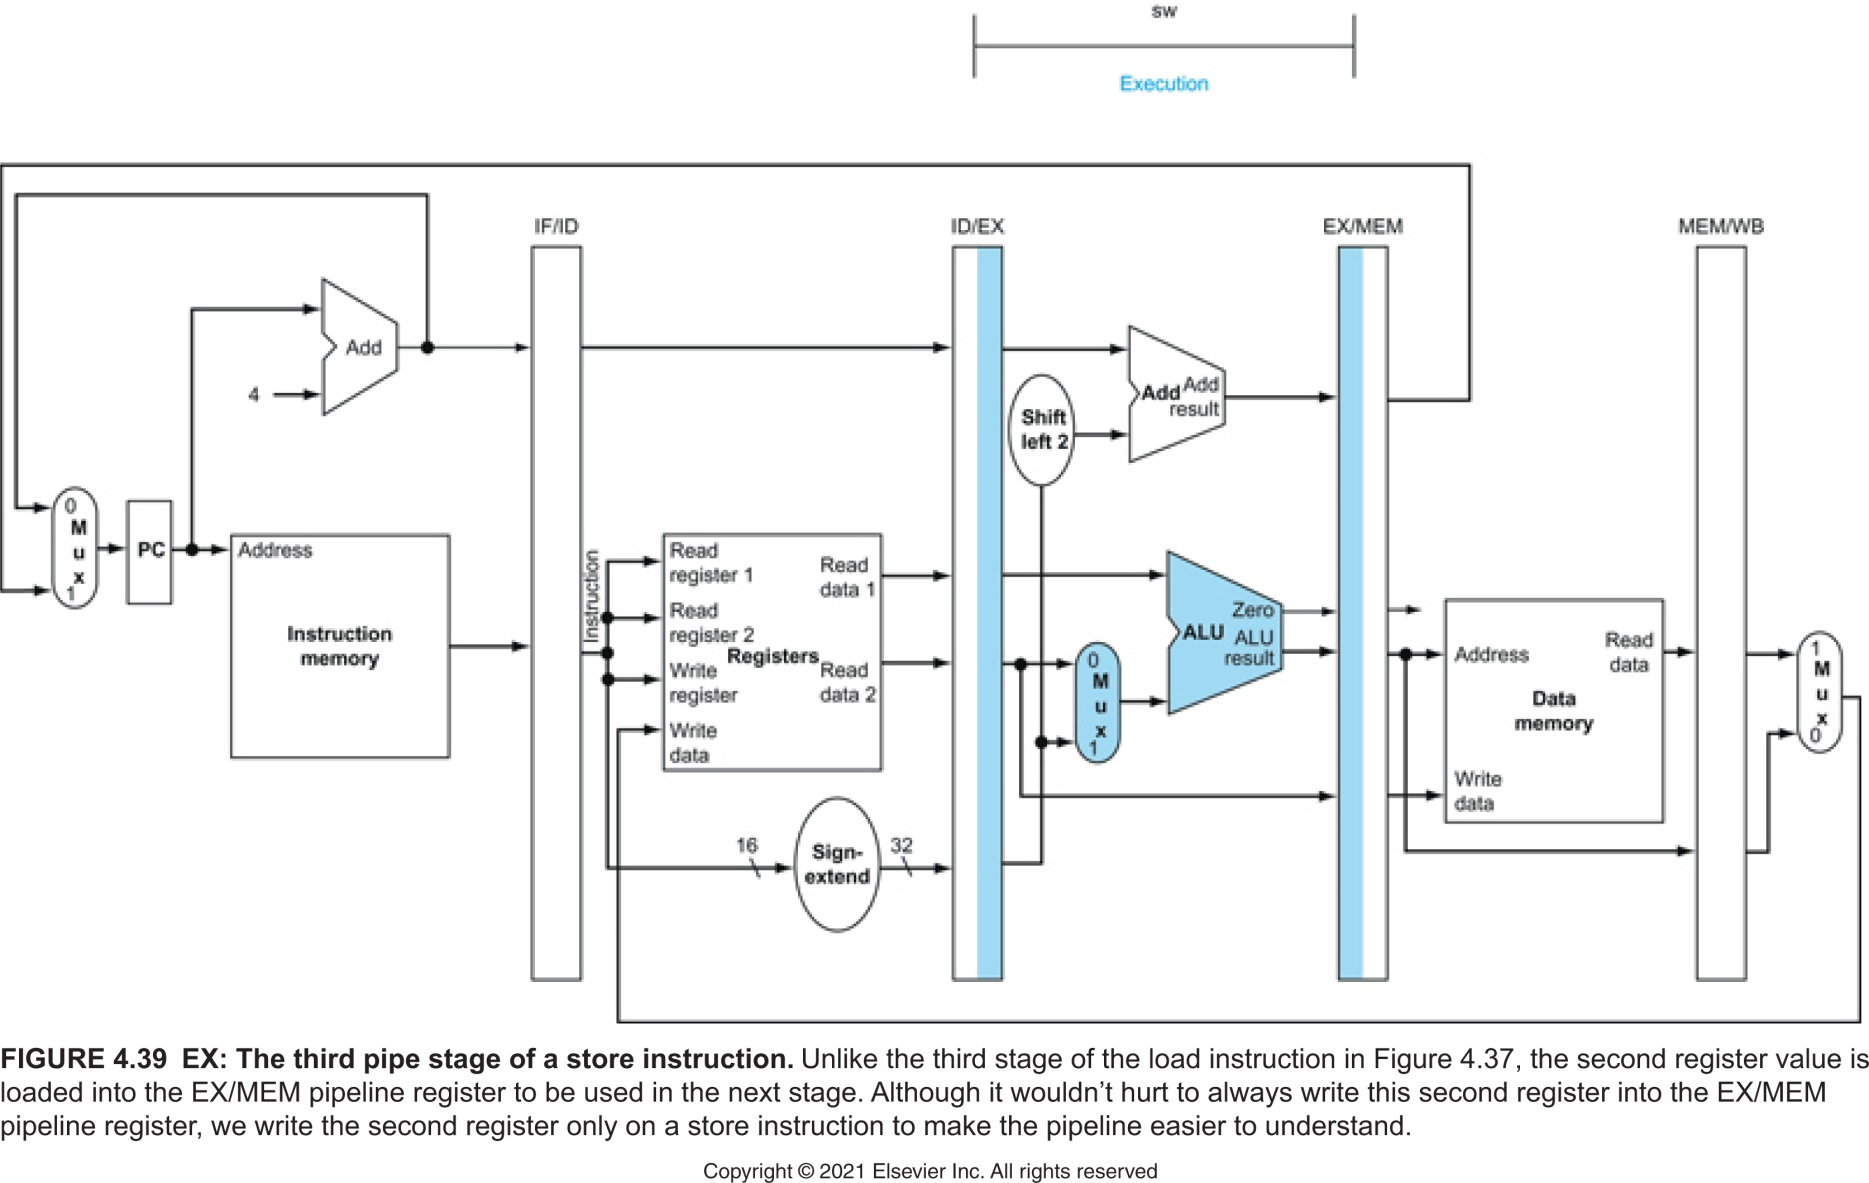 sw
Execution
IF/ID
ID/EX
EX/MEM
MEM/WB
Add
4
Shift
left 2
Add Add
result
0
M
u
x
1
PC
Address
Instruction
memory
Instruction
Read
register 1
Read
register 2
Write
register
Write
data
Registers
Read
data 1
Read
data 2
16
Sign-
extend
32
0
M
u
x
1
Zero
ALU ALU
result
Address
Read
data
Data
memory
Write
data
1
M
u
x
0
FIGURE 4.39 EX: The third pipe stage of a store instruction. Unlike the third stage of the load instruction in Figure 4.37, the second register value is
loaded into the EX/MEM pipeline register to be used in the next stage. Although it wouldn’t hurt to always write this second register into the EX/MEM
pipeline register, we write the second register only on a store instruction to make the pipeline easier to understand.
Copyright © 2021 Elsevier Inc. All rights reserved